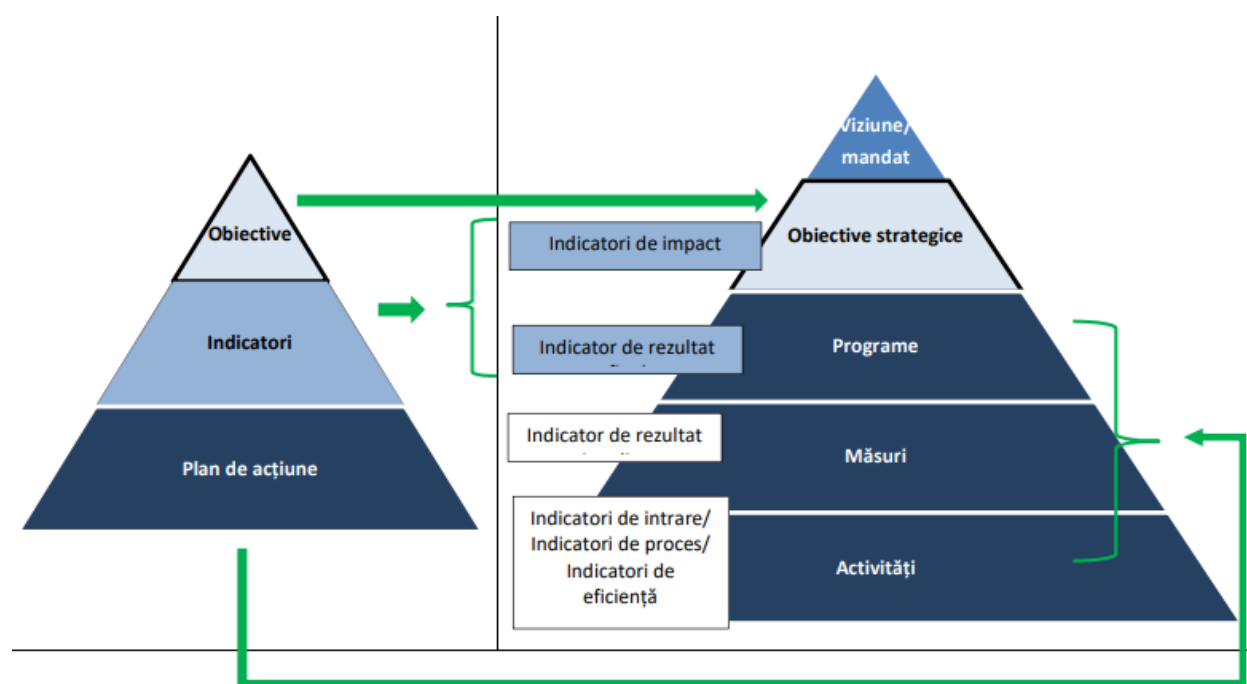 Obiective
Indicatori
Plan de acțiune
Viziune/
mandat
Obiective strategice
Programe
Măsuri
Activități
Indicatori de impact
Indicator de rezultat
Indicator de rezultat
Indicatori de intrare/
Indicatori de proces/
Indicatori de
eficiență